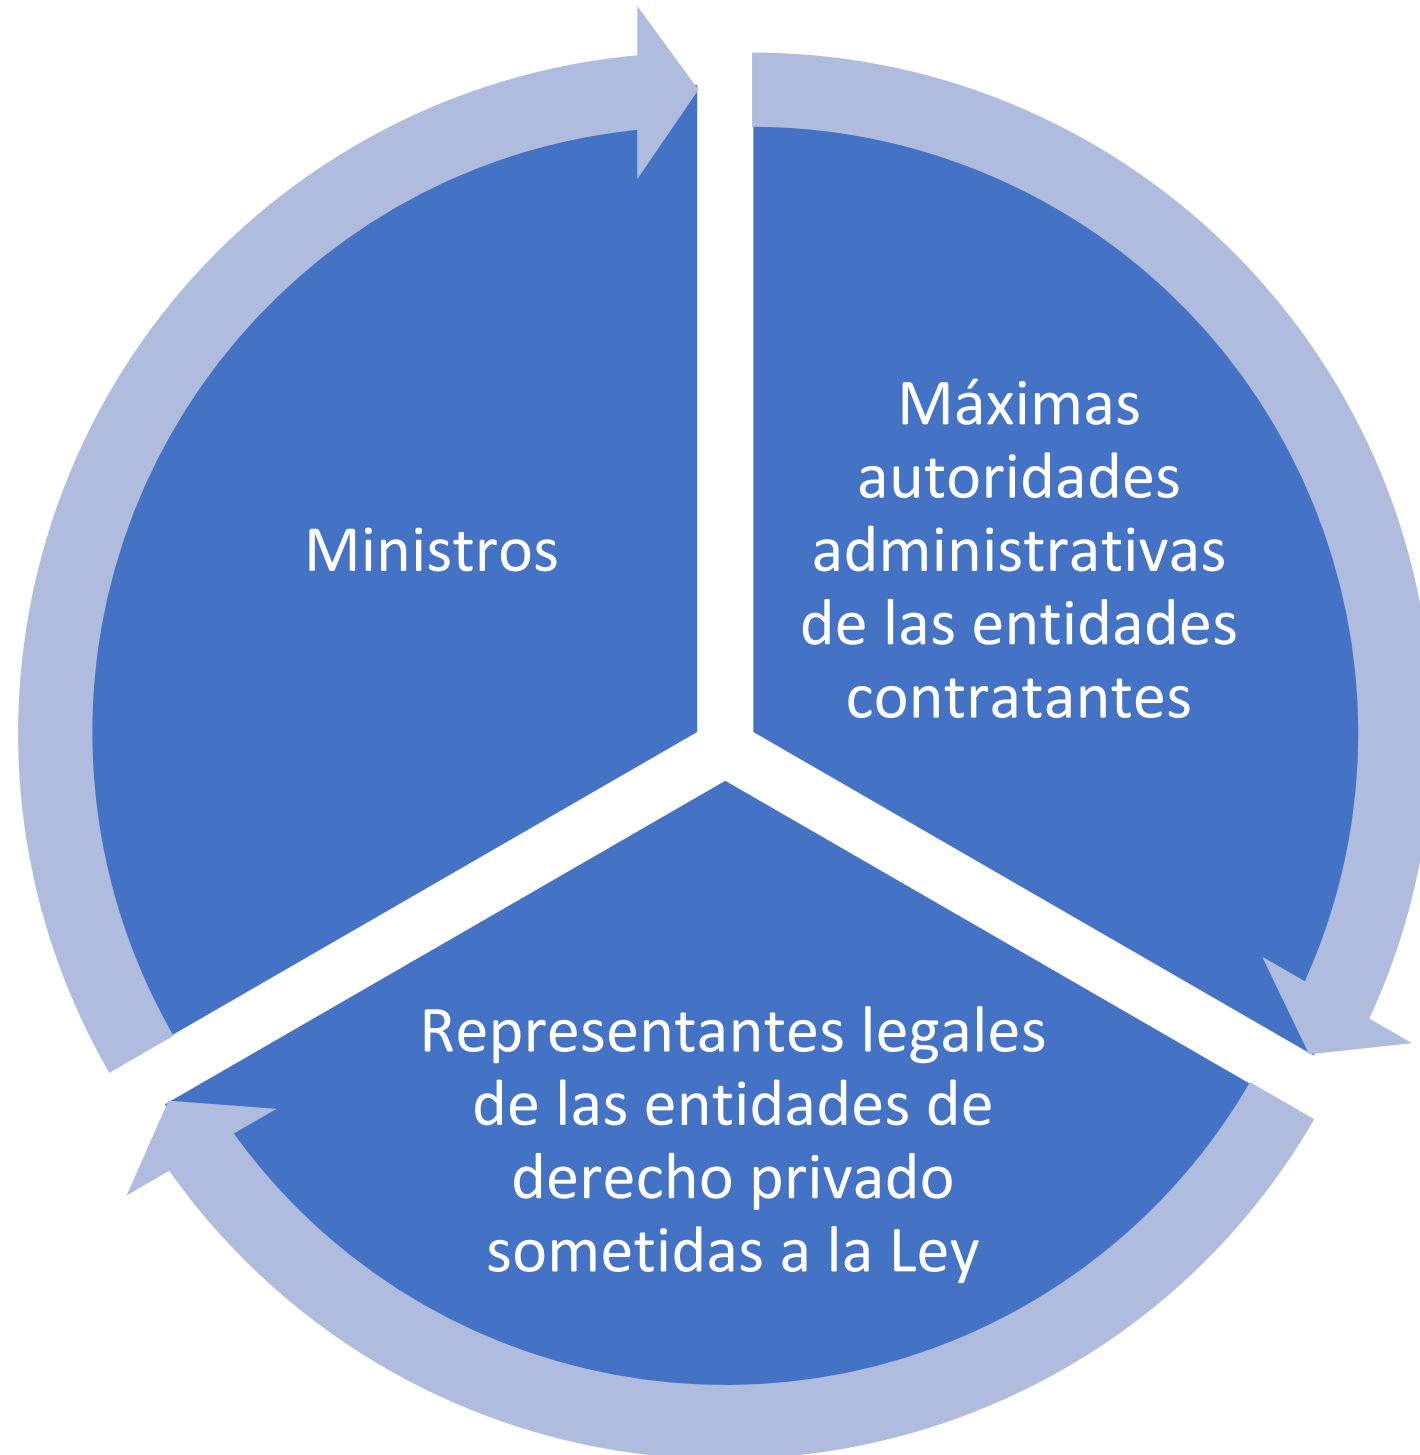 Ministros
Máximas
autoridades
administrativas
de las entidades
contratantes
Representantes legales
de las entidades de
derecho privado
sometidas a la Ley